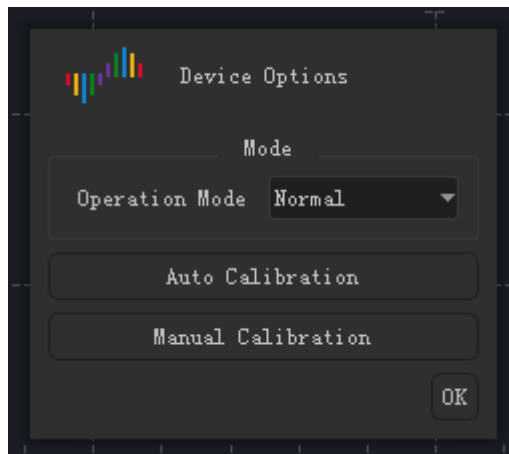 Device Options
Mode
Operation Mode Normal
Auto Calibration
Manual Calibration
OK